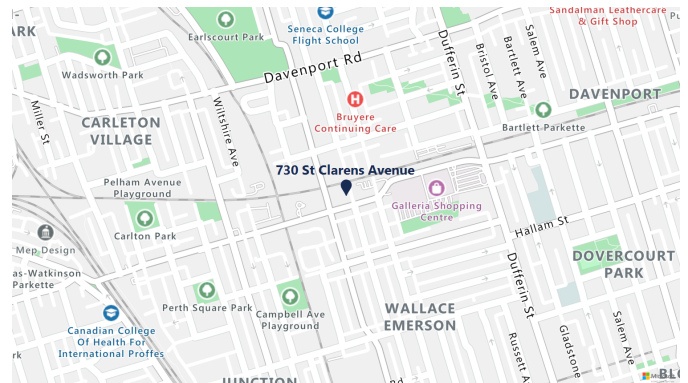 Sandalman Leathercare
& Gift Shop
ARK
Earlscourt Park
Seneca College
Flight School
Dufferin St
Bristol Ave
Bartlett Ave
Salem Ave
Wadsworth Park
Davenport Rd
DAVENPORT
Miller St
CARLETON
VILLAGE
Wiltshire Ave
Bruyere
Continuing Care
Bartlett Parkette
730 St Clarens Avenue
Pelham Avenue
Playground
Galleria Shopping
Centre
Carlton Park
Mep Design
Hallam St
as-Watkinson
Parkette
DOVERCOURT
PARK
Dufferin St
Perth Square Park
Campbell Ave
Playground
WALLACE
EMERSON
Canadian College
Of Health For
International Proffes
Russett A
Gladstone
Salem Ave
JUNCTION
Rd
BLO